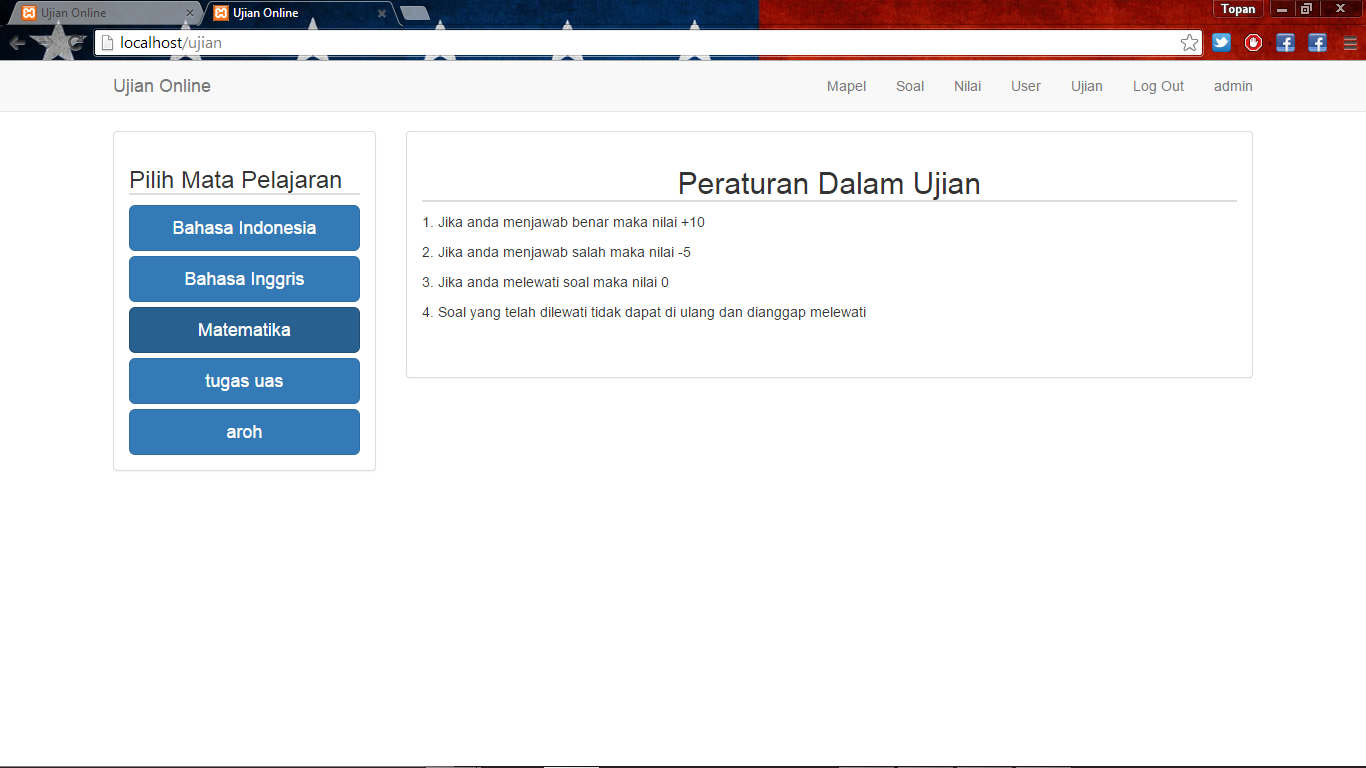 Ujian Online
Ujian Online
Topan
localhost/ujian
Ujian Online
Mapel Soal Nilai User Ujian Log Out admin
Pilih Mata Pelajaran
Bahasa Indonesia
Bahasa Inggris
Matematika
tugas uas
aroh
Peraturan Dalam Ujian
1. Jika anda menjawab benar maka nilai +10
2. Jika anda menjawab salah maka nilai -5
3. Jika anda melewati soal maka nilai 0
4. Soal yang telah dilewati tidak dapat di ulang dan dianggap melewati